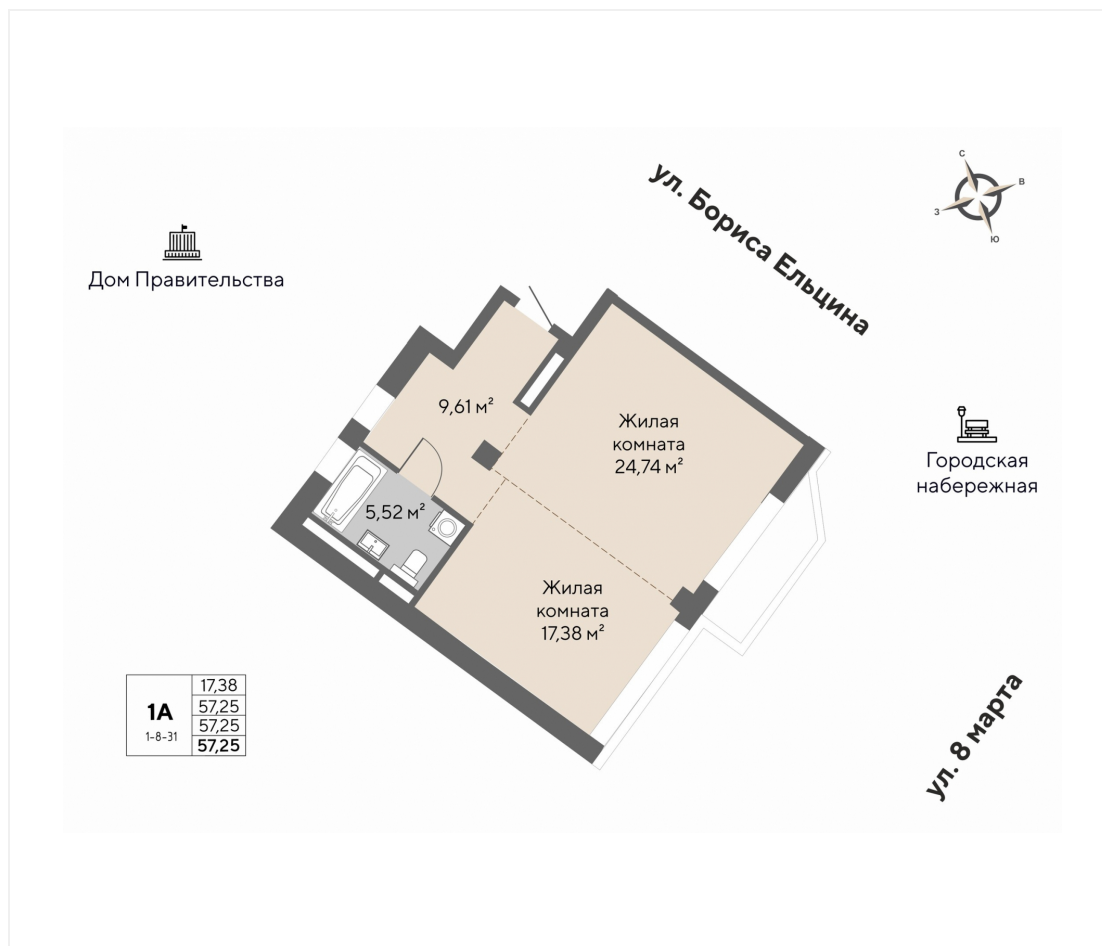 С
В
З
Ю
ул. Бориса Ельцина
Дом Правительства
9,61 м²
Жилая
комната
24,74 м²
Городская
набережная
5,52 м²
Жилая
комната
17,38 м²
1А
1-8-31
17,38
57,25
57,25
57,25
ул. 8 марта